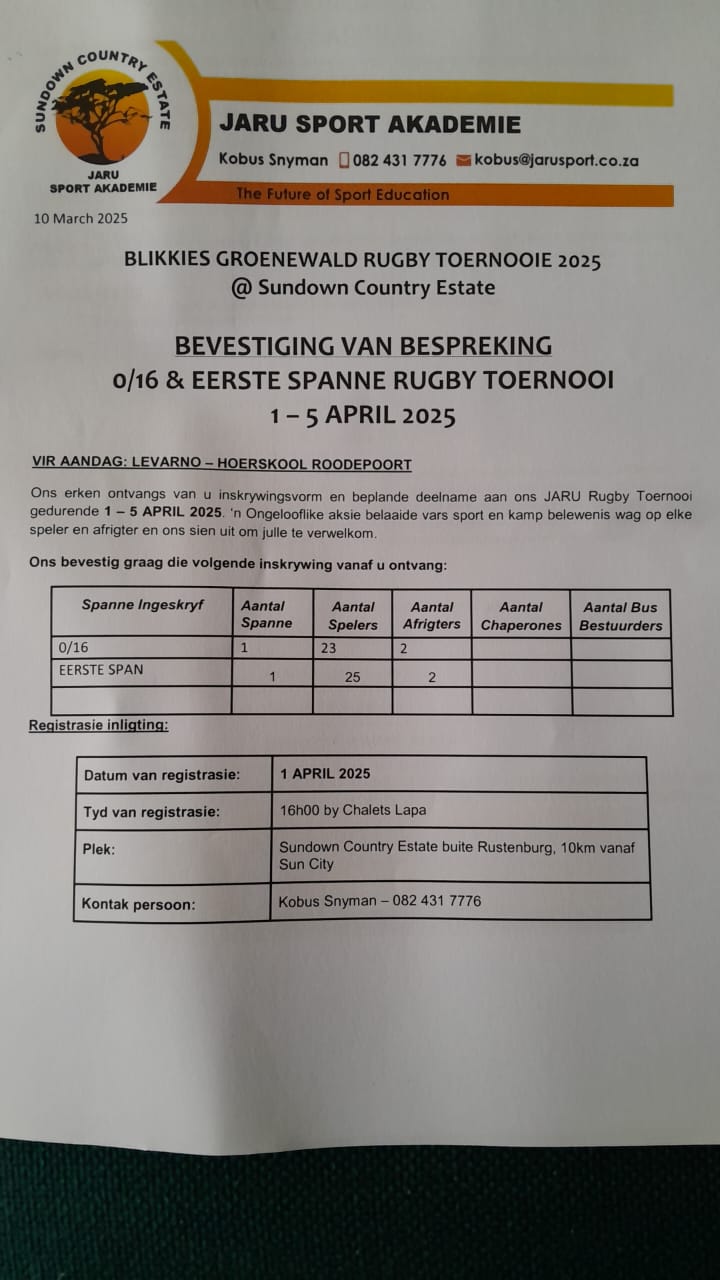 SUNDOWN COUNTRY ESTATE
JARU
SPORT AKADEMIE
JARU SPORT AKADEMIE
Kobus Snyman 082 431 7776 kobus@jarusport.co.za
The Future of Sport Education
10 March 2025
BLIKKIES GROENEWALD RUGBY TOERNOOIE 2025
@ Sundown Country Estate
BEVESTIGING VAN BESPREKING
0/16 & EERSTE SPANNE RUGBY TOERNOOI
1 – 5 APRIL 2025
VIR AANDAG: LEVARNO – HOERSKOOL ROODEPOORT
Ons erken ontvangs van u inskrywingsvorm en beplande deelname aan ons JARU Rugby Toernooi
gedurende 1 – 5 APRIL 2025. 'n Ongelooflike aksie belaaide vars sport en kamp belewenis wag op elke
speler en afrigter en ons sien uit om julle te verwelkom.
Ons bevestig graag die volgende inskrywing vanaf u ontvang:
Spanne Ingeskryf Aantal Spanne Aantal Spelers Aantal Afrigters Aantal Chaperones Aantal Bus Bestuurders
0/16 1 23 2
EERSTE SPAN 1 25 2
Registrasie inligting:
Datum van registrasie: 1 APRIL 2025
Tyd van registrasie: 16h00 by Chalets Lapa
Plek: Sundown Country Estate buite Rustenburg, 10km vanaf
Sun City
Kontak persoon: Kobus Snyman – 082 431 7776